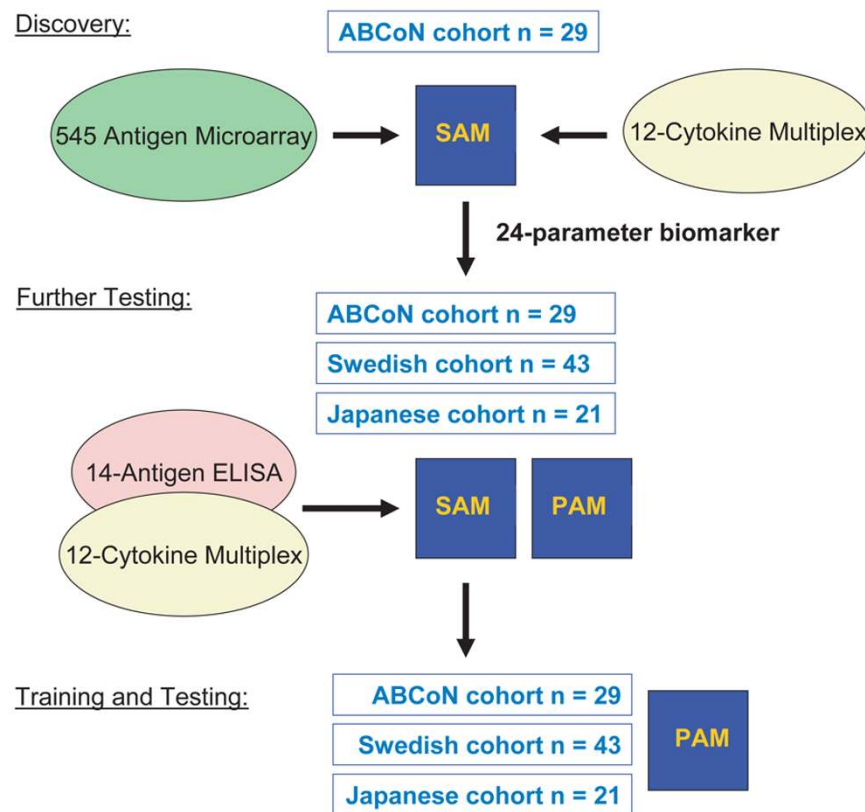 Discovery:
ABCoN cohort n = 29
545 Antigen Microarray
SAM
12-Cytokine Multiplex
24-parameter biomarker
Further Testing:
ABCoN cohort n = 29
Swedish cohort n = 43
Japanese cohort n = 21
14-Antigen ELISA
12-Cytokine Multiplex
SAM
PAM
Training and Testing:
ABCoN cohort n = 29
Swedish cohort n = 43
Japanese cohort n = 21
PAM